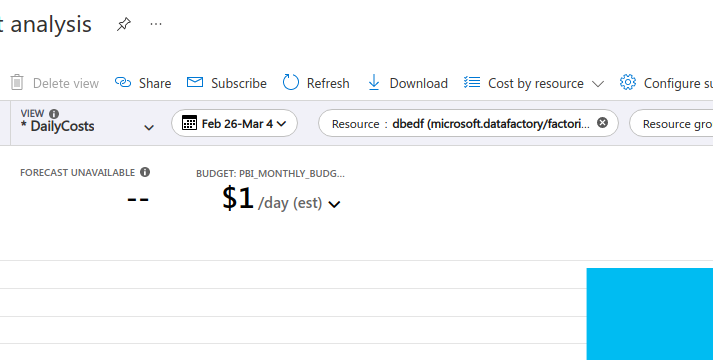 t analysis
Delete view
Share
Subscribe
Refresh
Download
Cost by resource
Configure su
VIEW
* DailyCosts
Feb 26-Mar 4
Resource : dbedf (microsoft.datafactory/factori...
Resource gro
FORECAST UNAVAILABLE
--
BUDGET: PBI_MONTHLY_BUDG...
$1 /day (est)